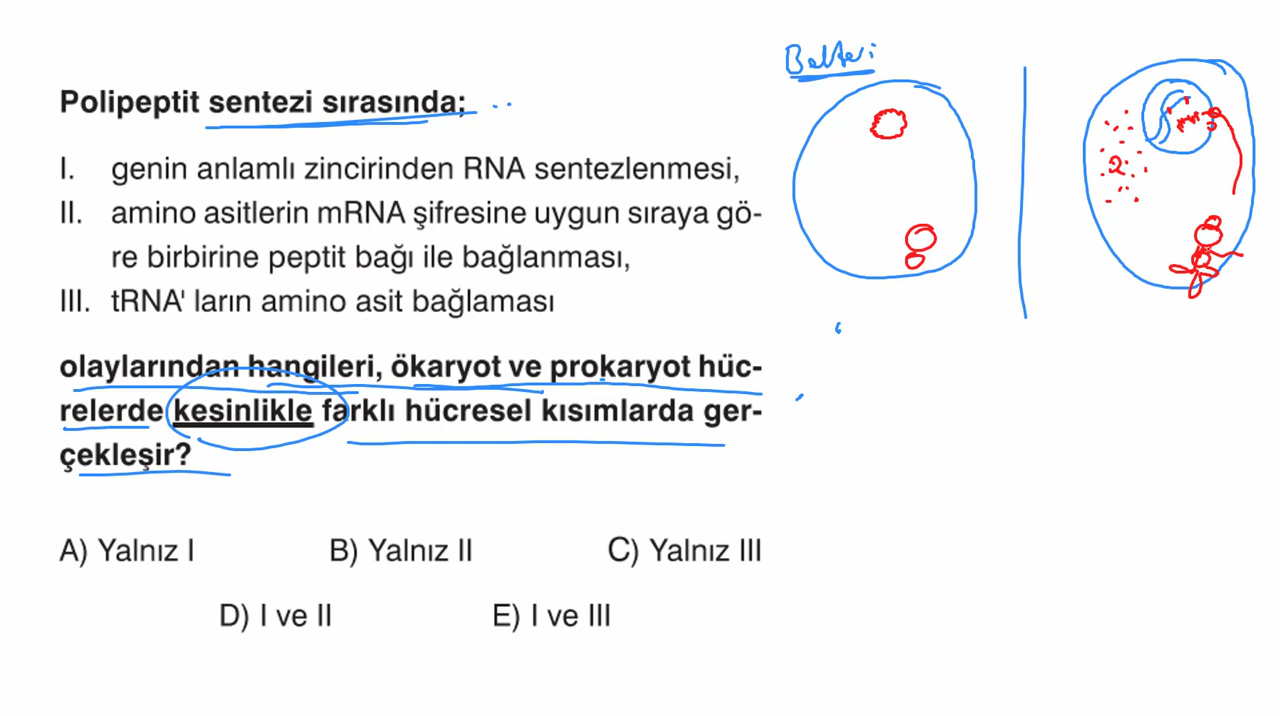 Polipeptit sentezi sırasında;
I. genin anlamlı zincirinden RNA sentezlenmesi,
II. amino asitlerin mRNA şifresine uygun sıraya gö-
re birbirine peptit bağı ile bağlanması,
III. tRNA' ların amino asit bağlaması
olaylarından hangileri, ökaryot ve prokaryot hüc-
relerde kesinlikle farklı hücresel kısımlarda ger-
çekleşir?
A) Yalnız I B) Yalnız II C) Yalnız III
D) I ve II E) I ve III
Bakteri